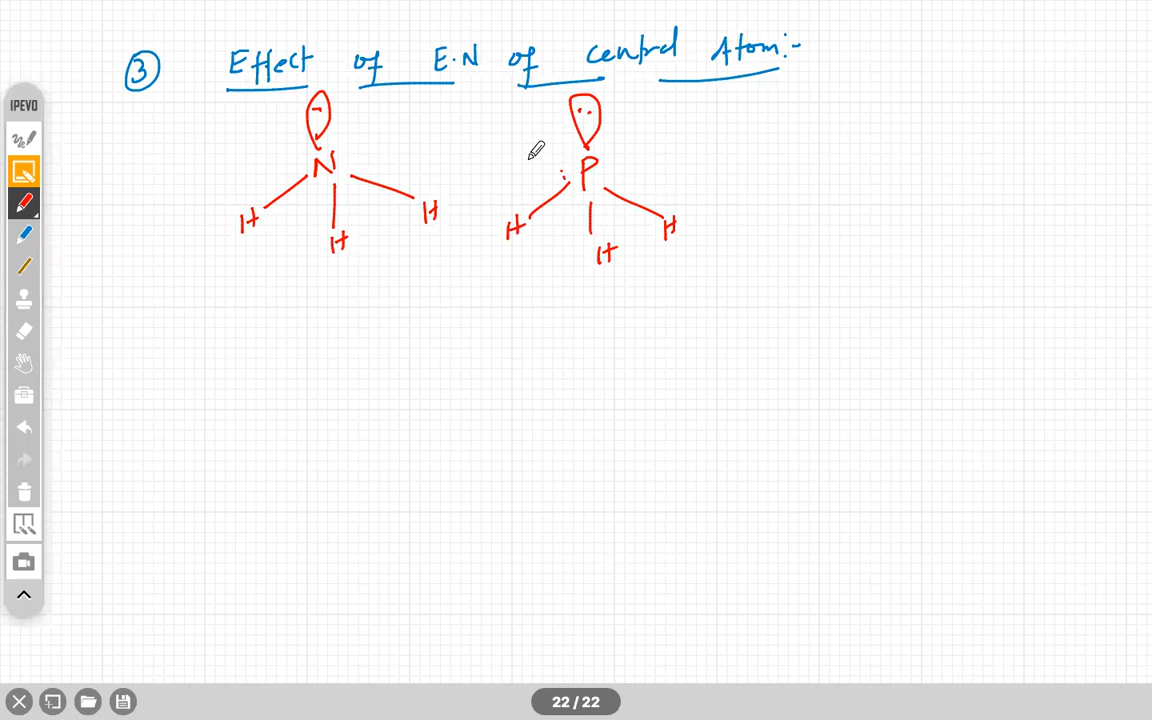 ③ Effect of E.N of central Atom:-
IPEVO
N P
H H H H H H
22 / 22